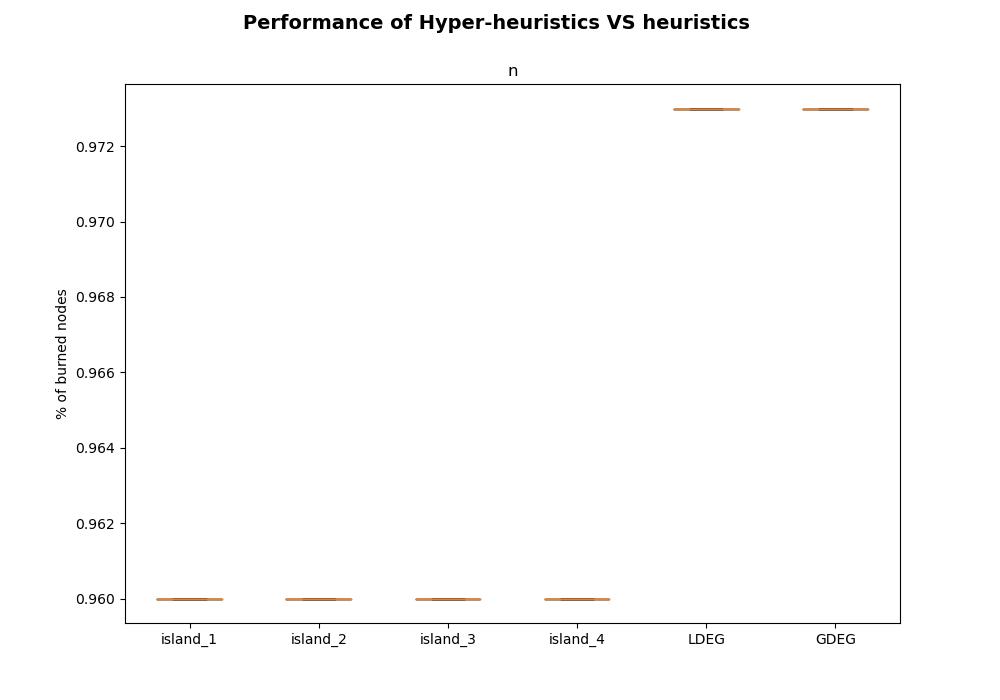 Performance of Hyper-heuristics VS heuristics
n
% of burned nodes
0.972
0.970
0.968
0.966
0.964
0.962
0.960
island_1 island_2 island_3 island_4 LDEG GDEG